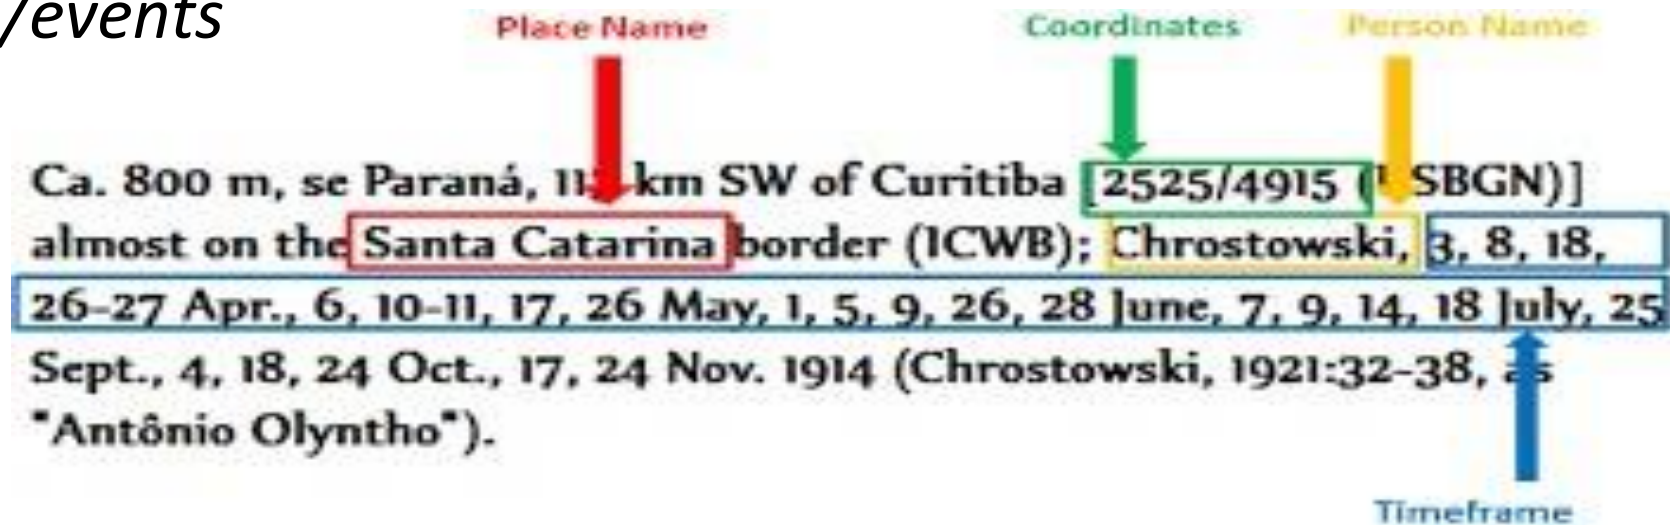 /events
Place Name
Coordinates
Person Name
Ca. 800 m, se Paraná, km SW of Curitiba [2525/4915 SBGN)]
almost on the Santa Catarina border (ICWB); Chrostowski, 3, 8, 18,
26-27 Apr., 6, 10-11, 17, 26 May, 1, 5, 9, 26, 28 June, 7, 9, 14, 18 July, 25
Sept., 4, 18, 24 Oct., 17, 24 Nov. 1914 (Chrostowski, 1921:32-38, as
"Antônio Olyntho").
Timeframe